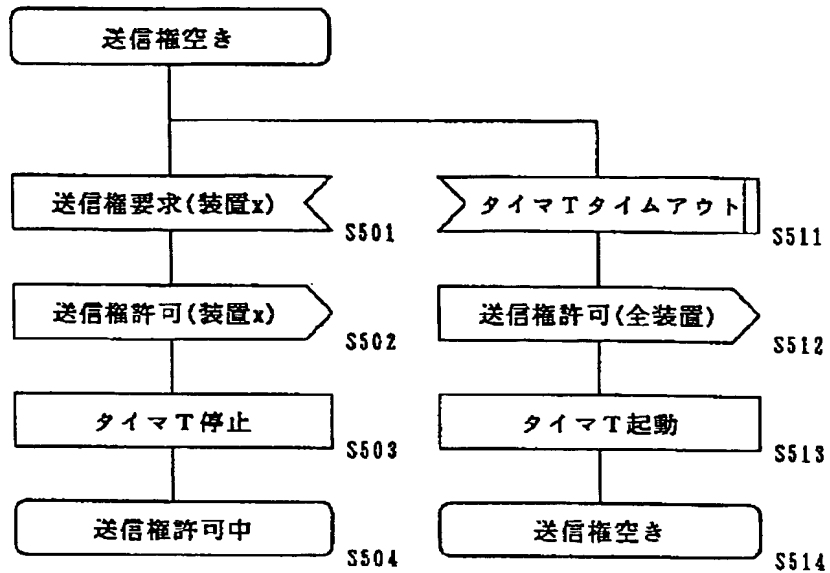 送信権空き
送信権要求(装置x)
S501
送信権許可(装置x)
S502
タイマT停止
S503
送信権許可中
S504
タイマTタイムアウト
S511
送信権許可(全装置)
S512
タイマT起動
S513
送信権空き
S514